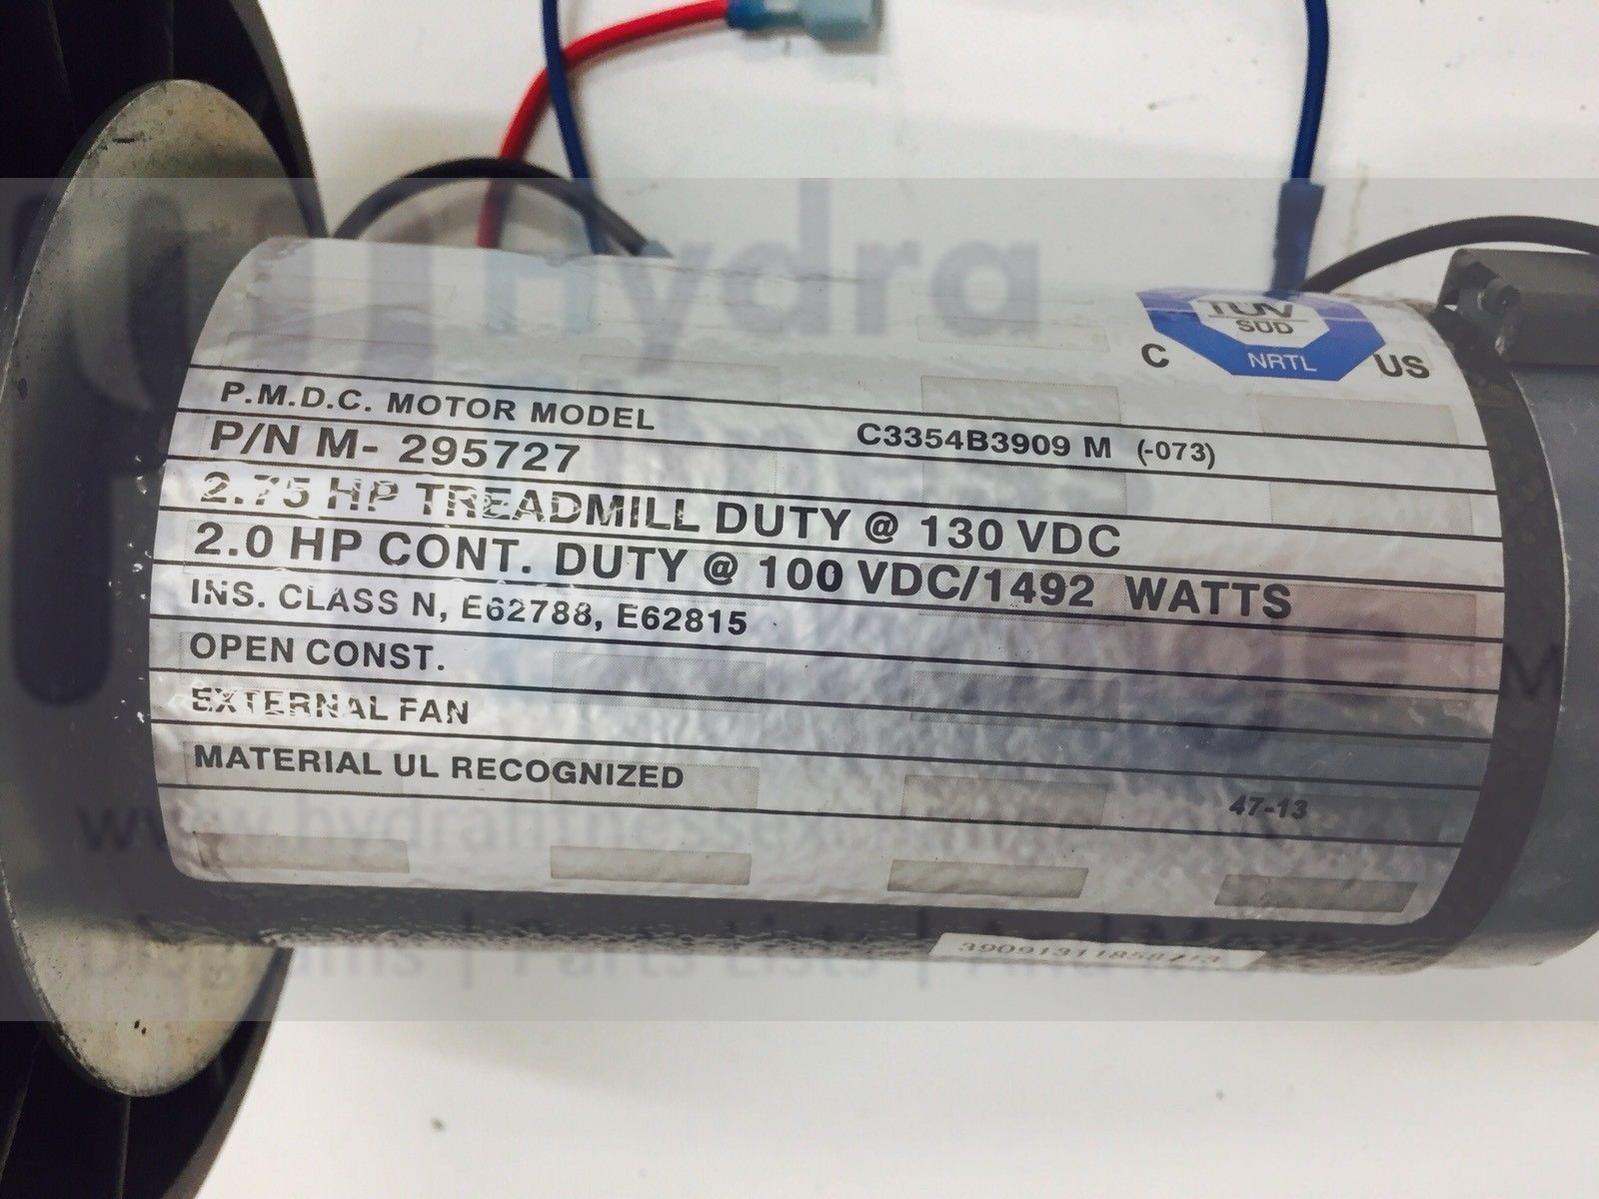 Hydra
TÜV
SÜD
NRTL
C US
P.M.D.C. MOTOR MODEL C3354B3909 M (-073)
P/N M- 295727
2.75 HP TREADMILL DUTY @ 130 VDC
2.0 HP CONT. DUTY @ 100 VDC/1492 WATTS
INS. CLASS N, E62788, E62815
OPEN CONST.
EXTERNAL FAN
MATERIAL UL RECOGNIZED
47-13